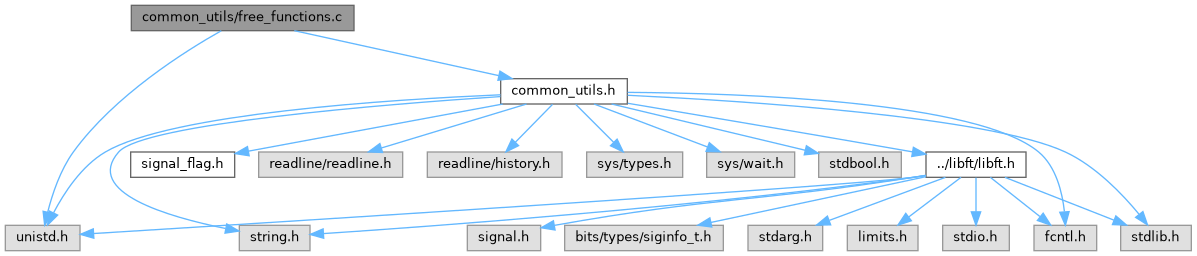 common_utils/free_functions.c
common_utils.h
signal_flag.h
readline/readline.h
readline/history.h
sys/types.h
sys/wait.h
stdbool.h
../libft/libft.h
unistd.h
string.h
signal.h
bits/types/siginfo_t.h
stdarg.h
limits.h
stdio.h
fcntl.h
stdlib.h